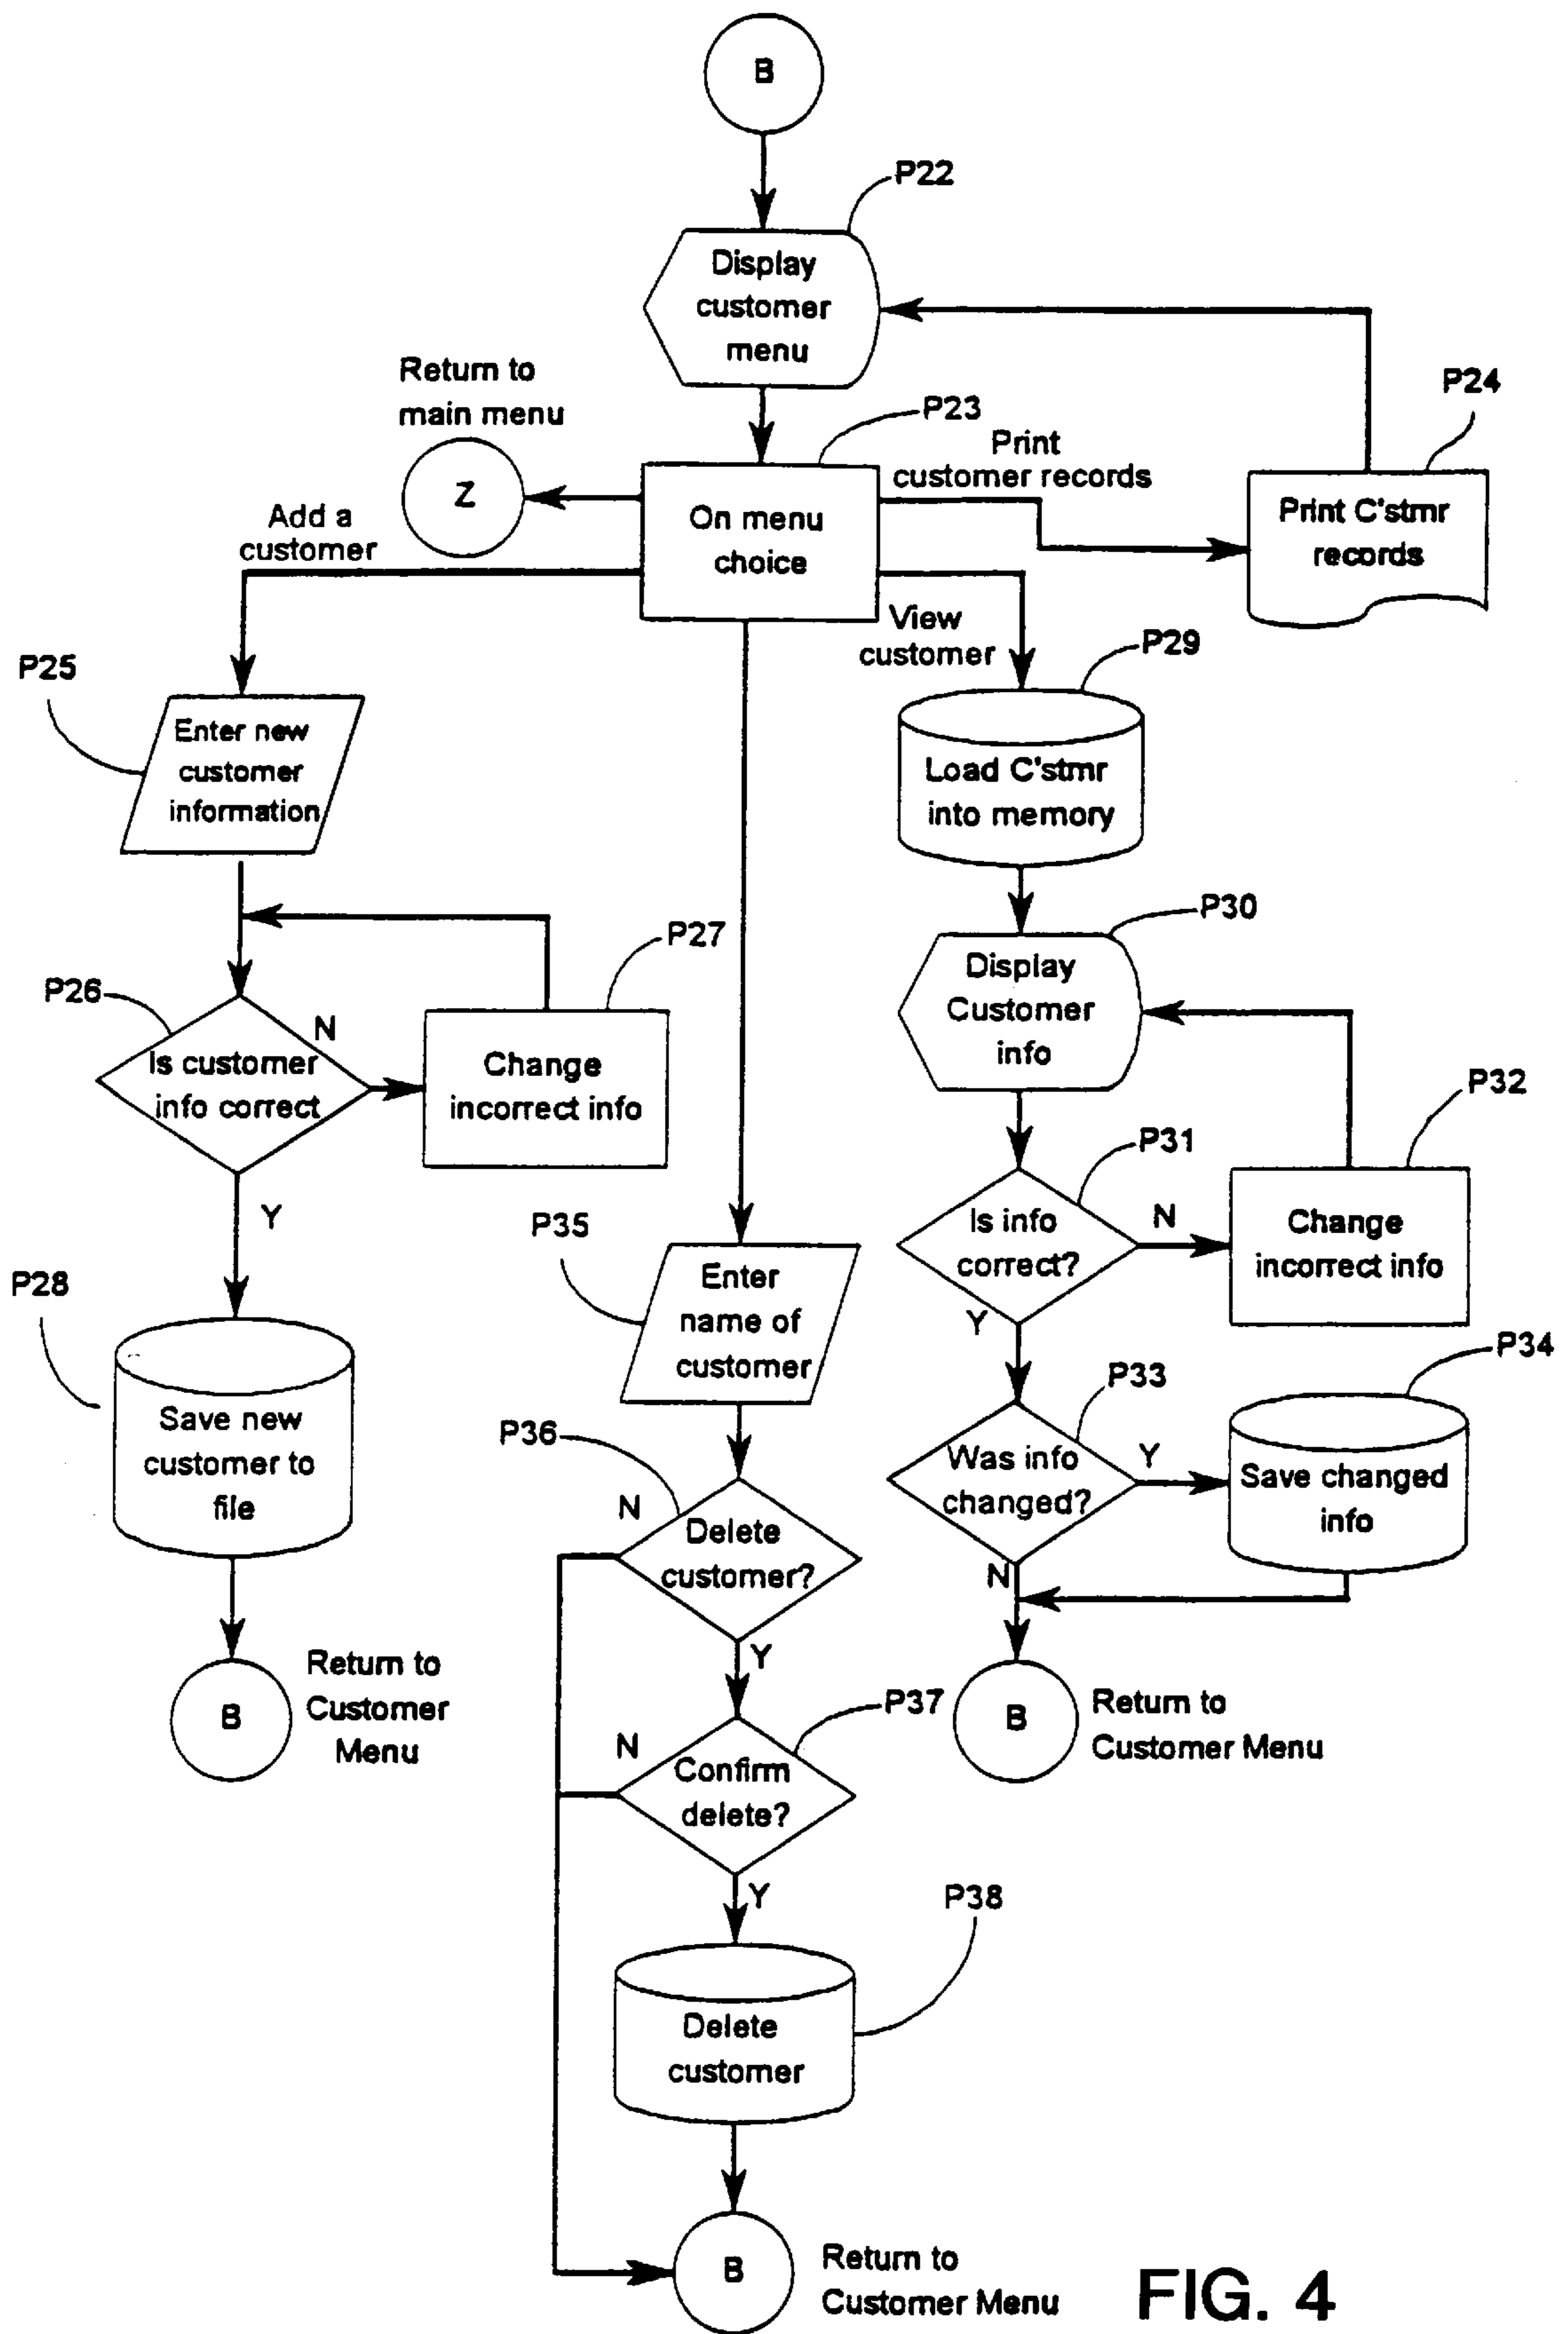 B
P22
Display
customer
menu
Return to
main menu
P23
P24
Print
customer records
Z
On menu
choice
Print C'stmr
records
Add a
customer
View
customer
P29
P25
Enter new
customer
information
Load C'stmr
into memory
P30
P27
Display
Customer
info
P26
N
Is customer
info correct
Change
incorrect info
P32
P31
Y
P35
Is info
correct?
N
Change
incorrect info
P28
Enter
name of
customer
Y
P34
P33
Save new
customer to
file
P36
Was info
changed?
Y
Save changed
info
N
Delete
customer?
N
Y
B
Return to
Customer
Menu
P37
B
Return to
Customer Menu
N
Confirm
delete?
Y
P38
Delete
customer
B
Return to
Customer Menu
FIG. 4